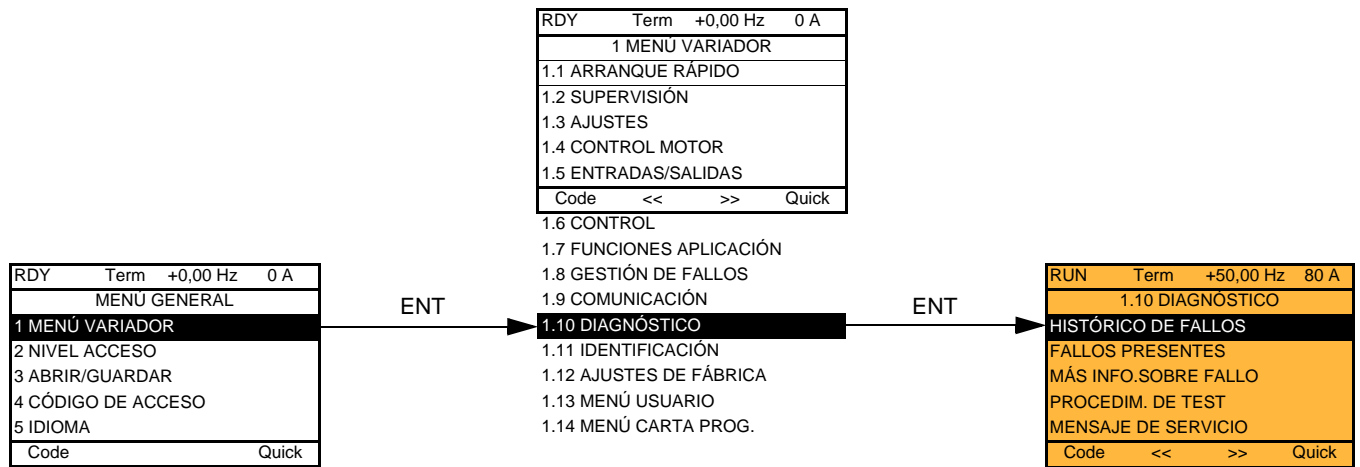 RDY Term +0,00 Hz 0 A
1 MENÚ VARIADOR
1.1 ARRANQUE RÁPIDO
1.2 SUPERVISIÓN
1.3 AJUSTES
1.4 CONTROL MOTOR
1.5 ENTRADAS/SALIDAS
Code << >> Quick
1.6 CONTROL
1.7 FUNCIONES APLICACIÓN
1.8 GESTIÓN DE FALLOS
1.9 COMUNICACIÓN
1.10 DIAGNÓSTICO
1.11 IDENTIFICACIÓN
1.12 AJUSTES DE FÁBRICA
1.13 MENÚ USUARIO
1.14 MENÚ CARTA PROG.
RDY Term +0,00 Hz 0 A
MENÚ GENERAL
1 MENÚ VARIADOR
2 NIVEL ACCESO
3 ABRIR/GUARDAR
4 CÓDIGO DE ACCESO
5 IDIOMA
Code Quick
ENT
ENT
RUN Term +50,00 Hz 80 A
1.10 DIAGNÓSTICO
HISTÓRICO DE FALLOS
FALLOS PRESENTES
MÁS INFO.SOBRE FALLO
PROCEDIM. DE TEST
MENSAJE DE SERVICIO
Code << >> Quick